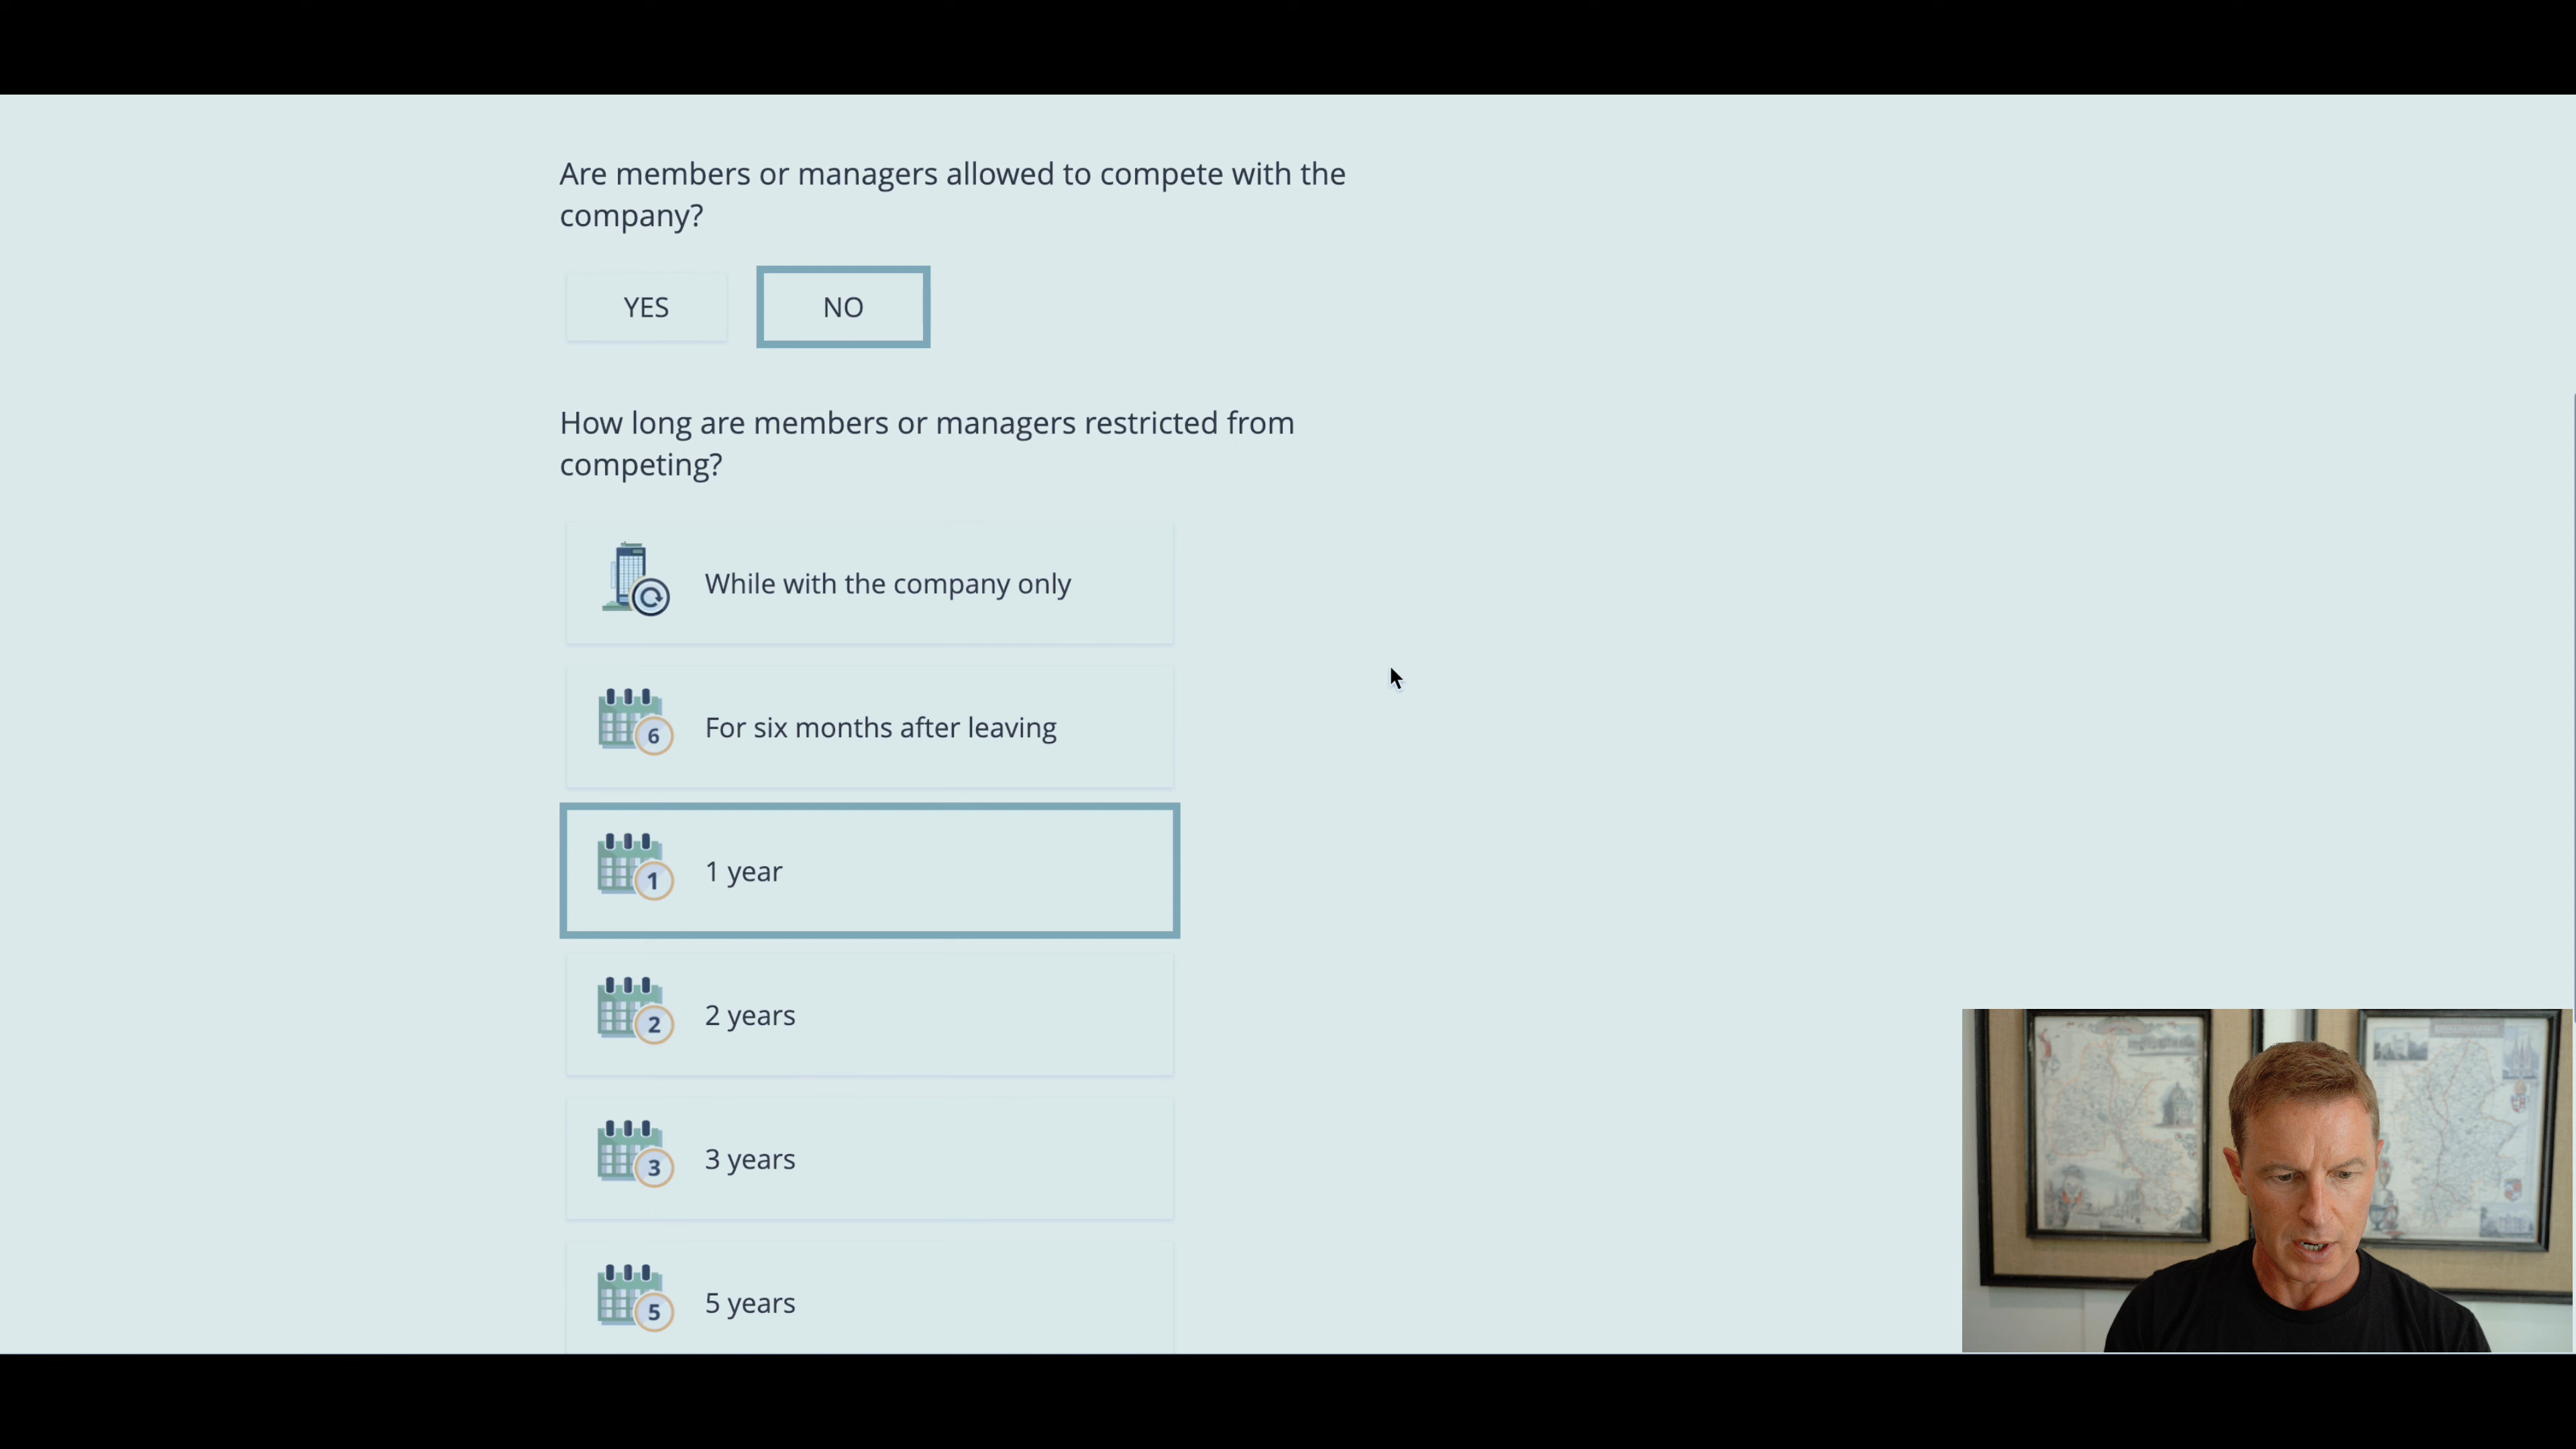 Are members or managers allowed to compete with the
company?
YES
NO
How long are members or managers restricted from
competing?
While with the company only
6
For six months after leaving
1
1 year
2
2 years
3
3 years
5
5 years